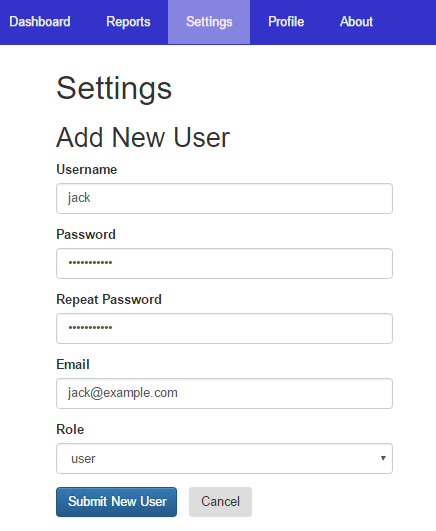 Dashboard Reports Settings Profile About
Settings
Add New User
Username
jack
Password
•••••••••••
Repeat Password
•••••••••••
Email
jack@example.com
Role
user
Submit New User Cancel